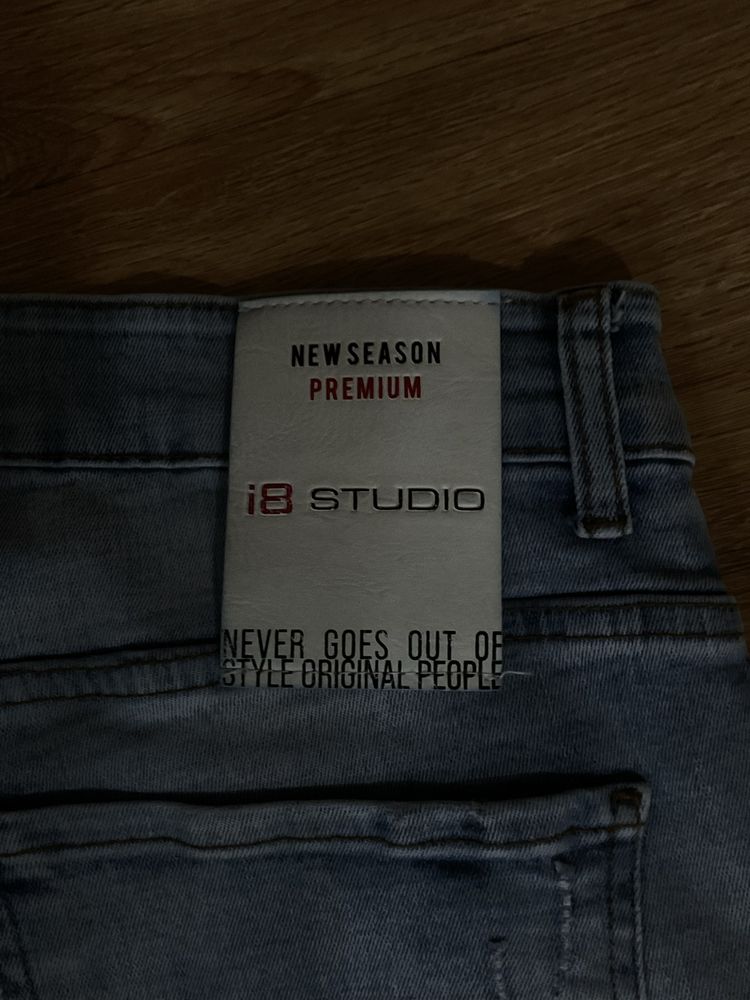 NEW SEASON
PREMIUM
i8 STUDIO
NEVER GOES OUT OF
STYLE ORIGINAL PEOPLE